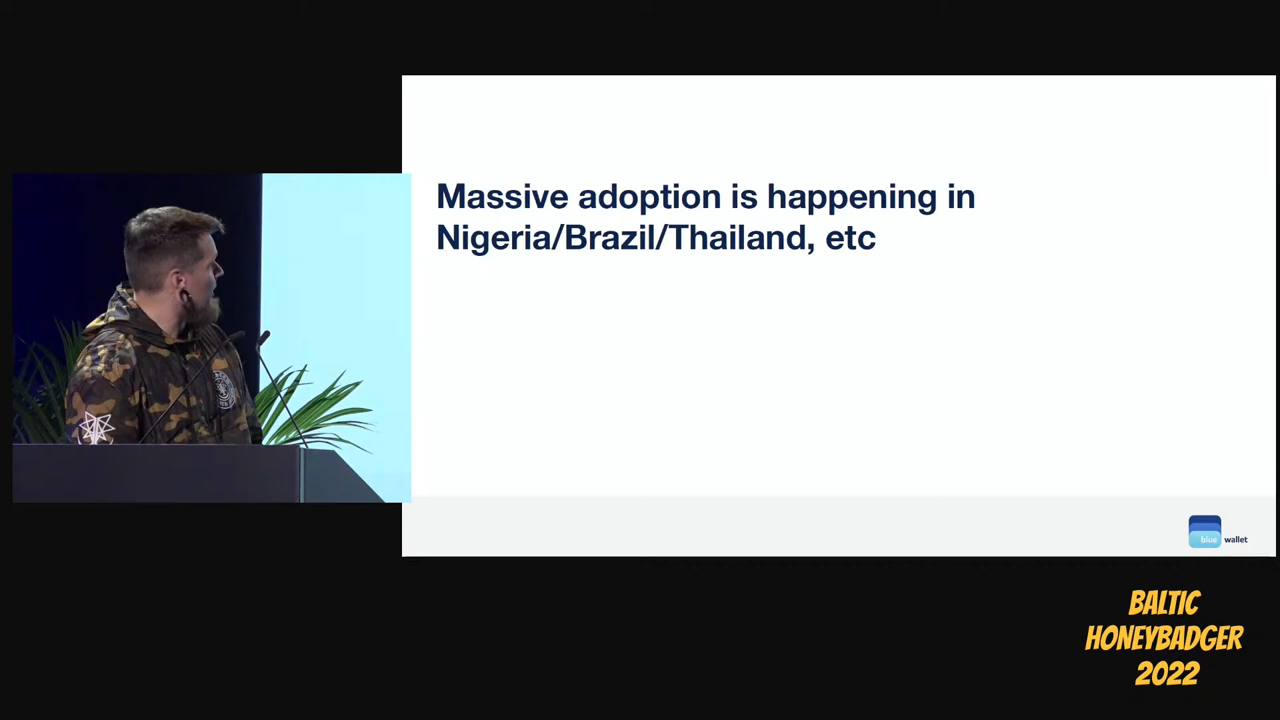 Massive adoption is happening in
Nigeria/Brazil/Thailand, etc
blue wallet
BALTIC
HONEYBADGER
2022